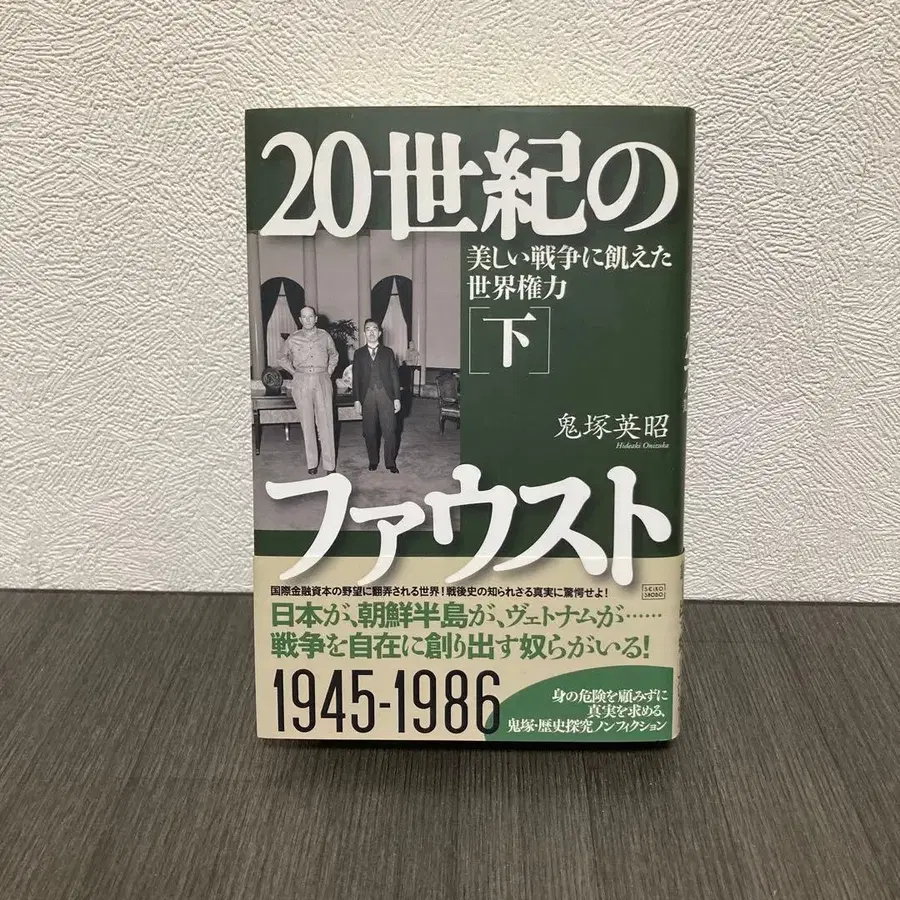 20世紀の
美しい戦争に飢えた
世界権力
[下]
鬼塚英昭
Hideaki Onizuka
ファウスト
国際金融資本の野望に翻弄される世界!戦後史の知られざる真実に驚愕せよ!
SEIKO
SHOBO
日本が、朝鮮半島が、ヴェトナムが……
戦争を自在に創り出す奴らがいる!
1945-1986
身の危険を顧みずに
真実を求める、
鬼塚・歴史探究ノンフィクション